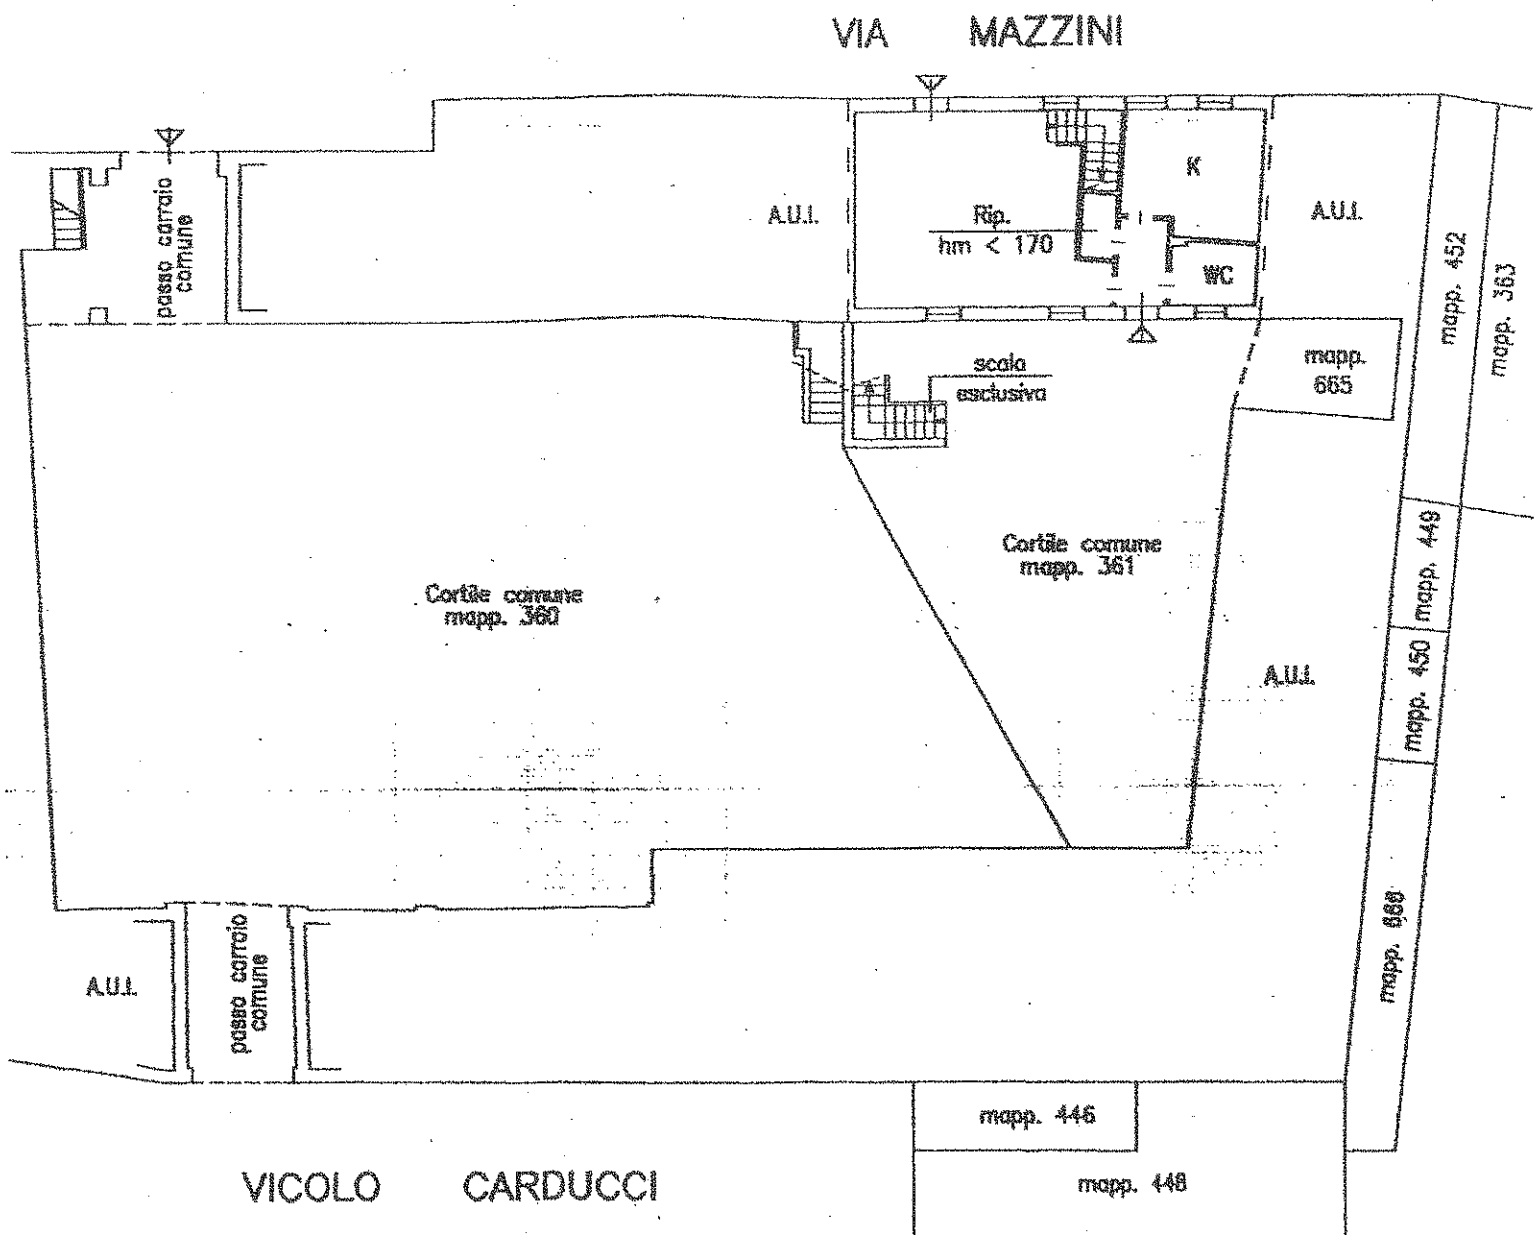 VIA MAZZINI
passo carraio
comune
A.U.I.
Rip.
hm < 170
K
WC
A.U.I.
mapp. 452
mapp. 363
scala
esclusiva
mapp.
665
Cortile comune
mapp. 361
mapp. 449
Cortile comune
mapp. 360
A.U.I.
mapp. 450
mapp. 666
A.U.I.
passo carraio
comune
mapp. 446
VICOLO CARDUCCI
mapp. 448